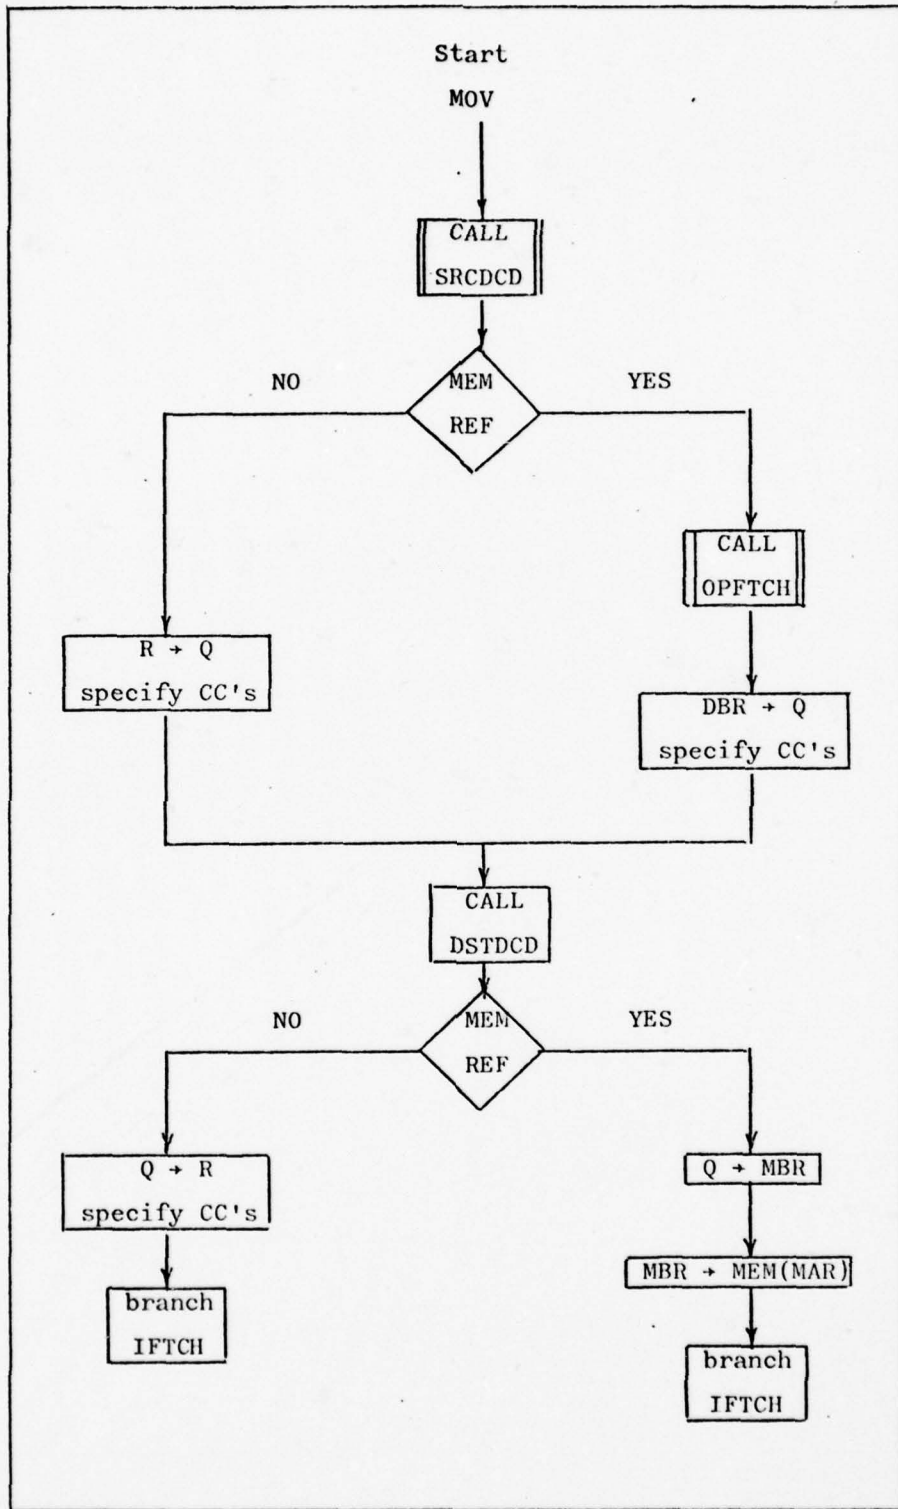 Start
MOV
CALL
SRCDCD
NO
MEM
YES
REF
CALL
OPFTCH
R → Q
specify CC's
DBR → Q
specify CC's
CALL
DSTDCD
NO
MEM
YES
REF
Q → R
specify CC's
Q → MBR
MBR → MEM(MAR)
branch
IFTCH
branch
IFTCH